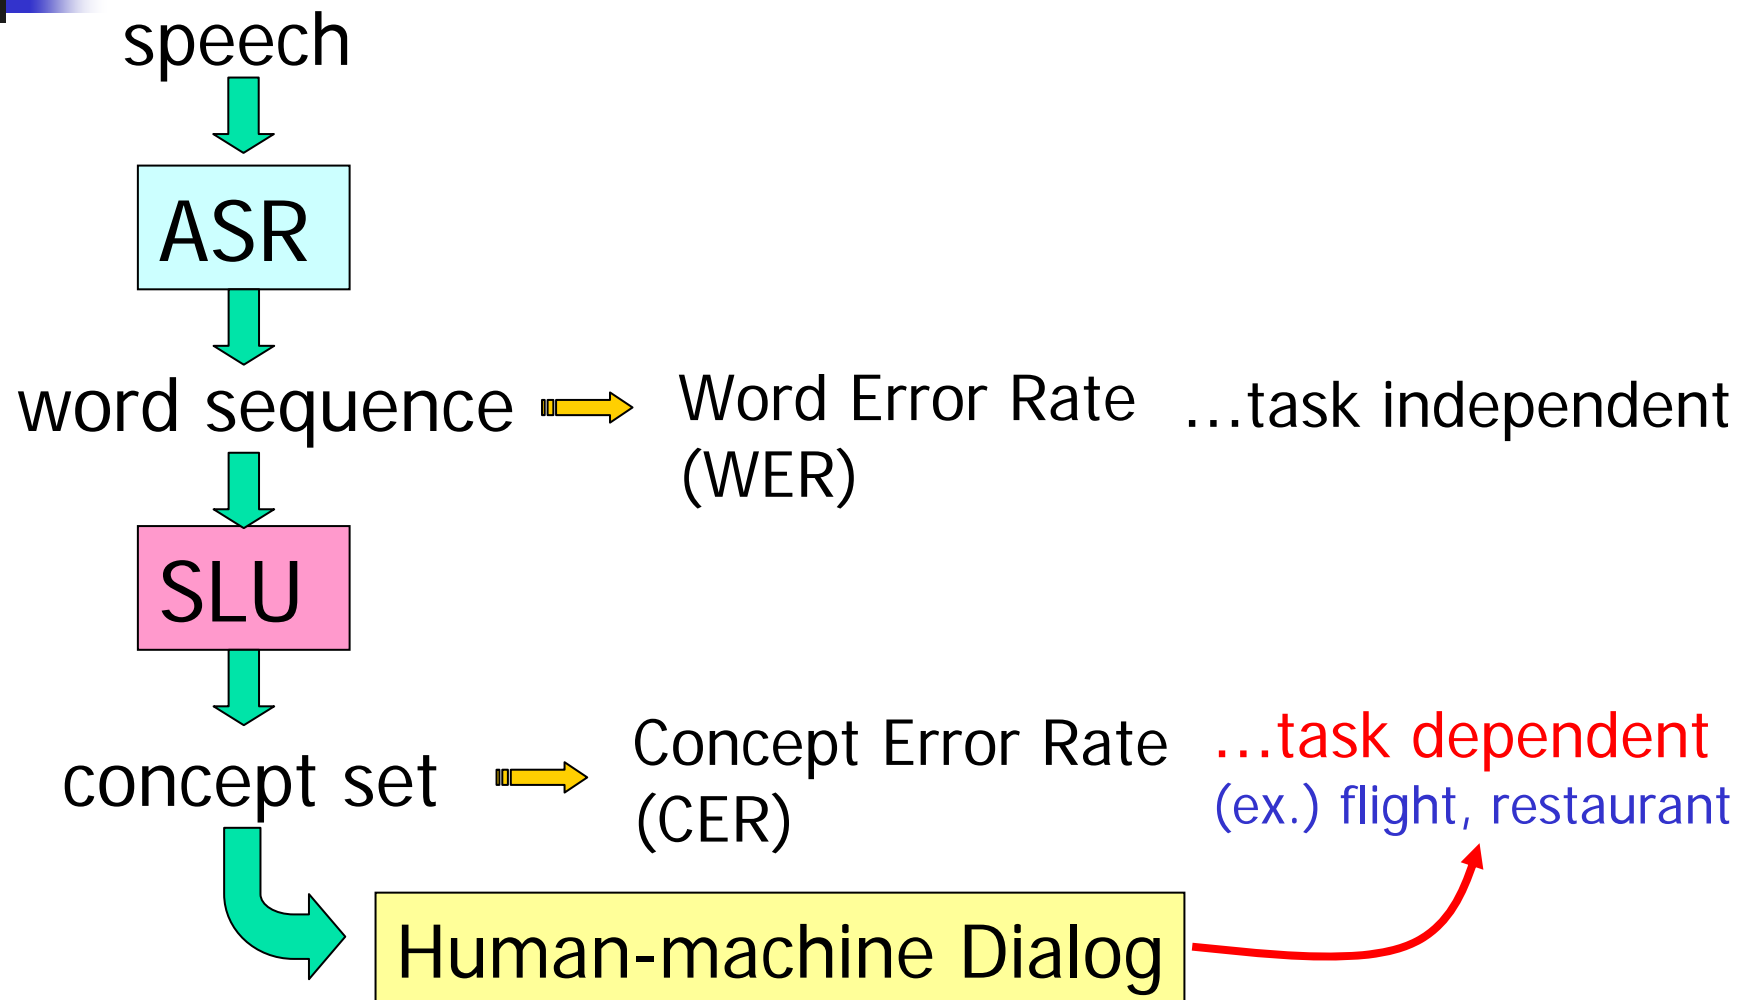 speech
ASR
word sequence
Word Error Rate
(WER)
…task independent
SLU
concept set
Concept Error Rate
(CER)
…task dependent
(ex.) flight, restaurant
Human-machine Dialog